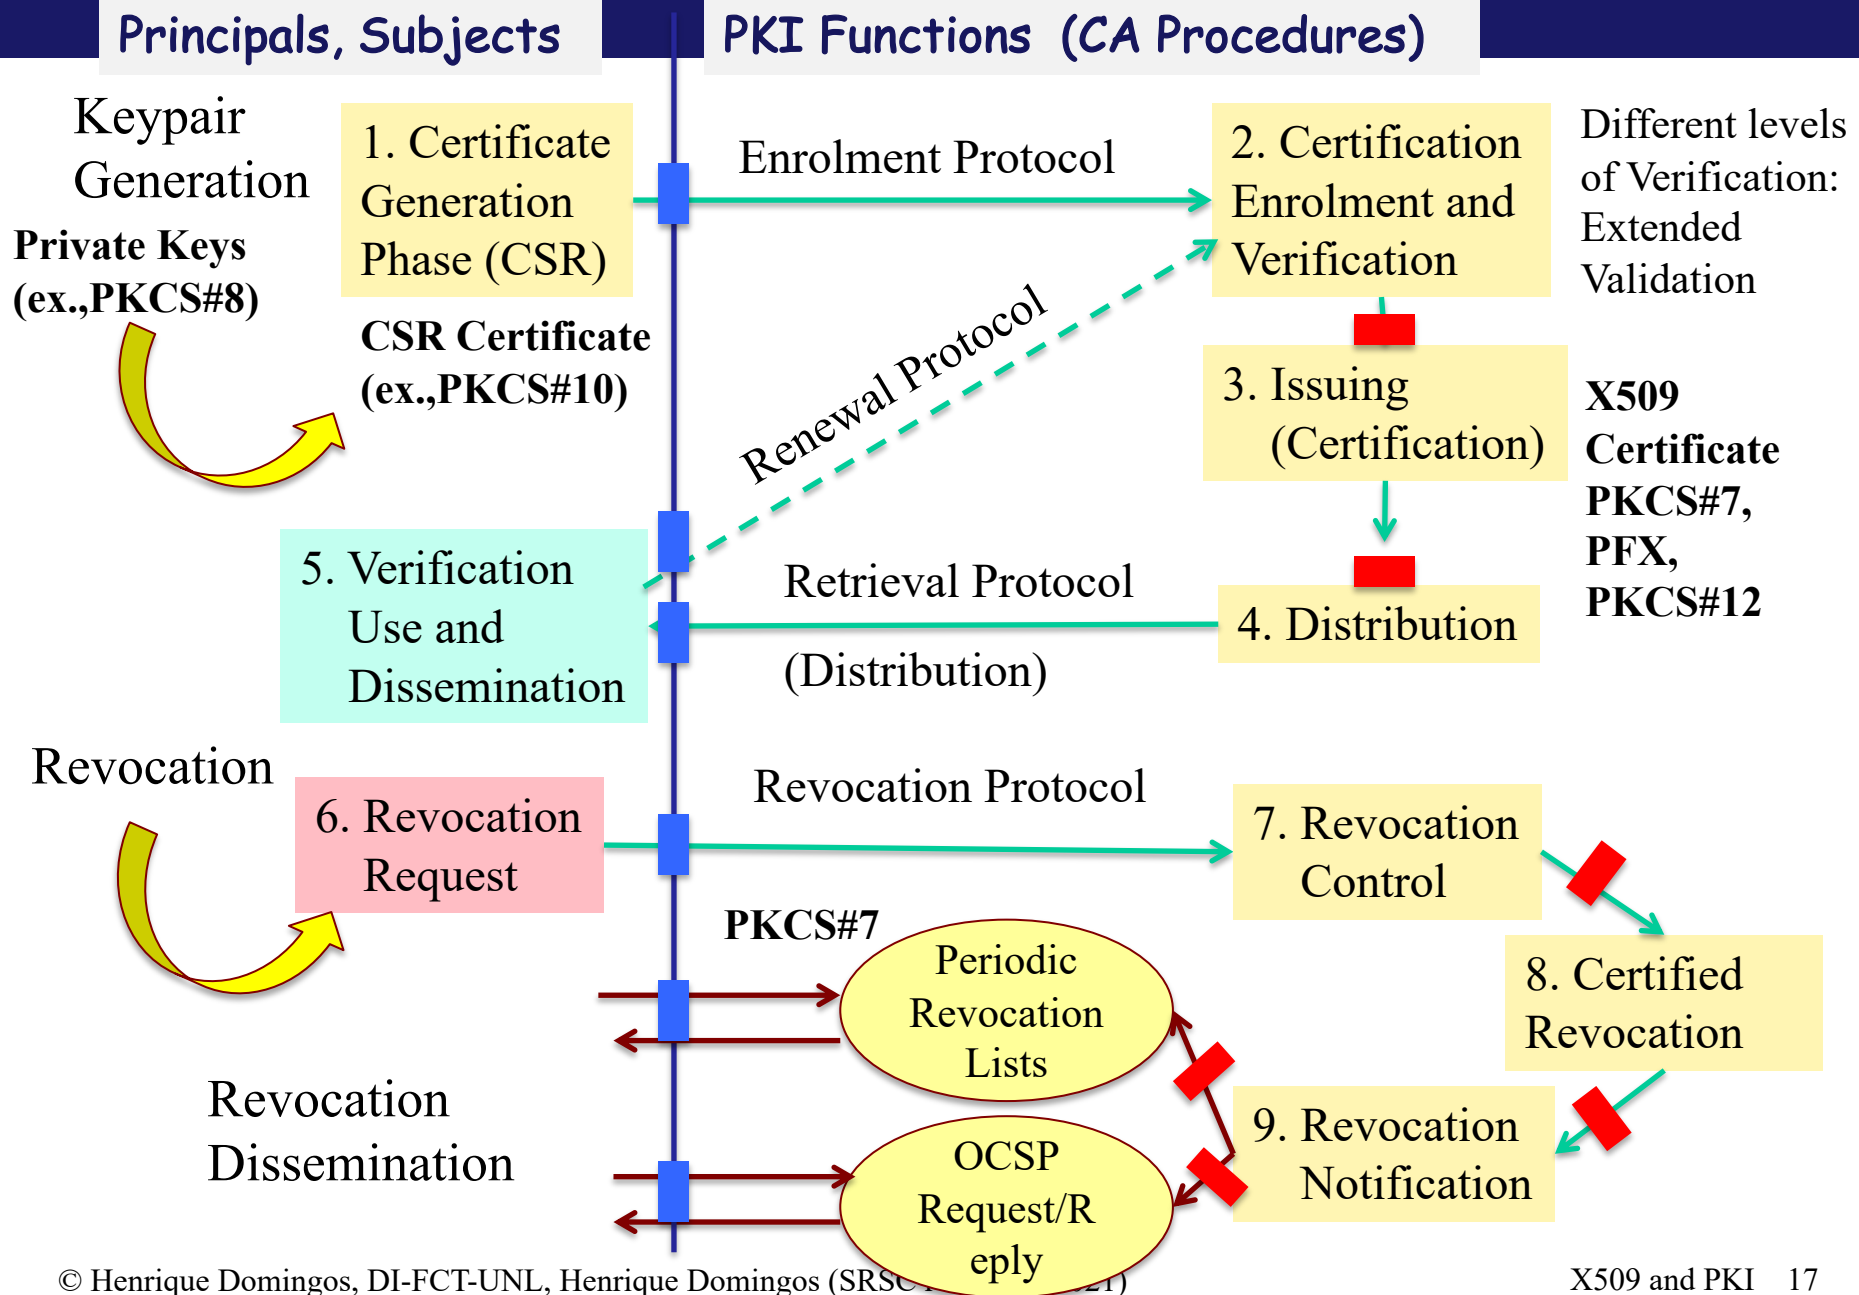 Principals, Subjects
PKI Functions (CA Procedures)
Keypair
Generation
Private Keys
(ex.,PKCS#8)
1. Certificate
Generation
Phase (CSR)
CSR Certificate
(ex.,PKCS#10)
Enrolment Protocol
2. Certification
Enrolment and
Verification
Different levels
of Verification:
Extended
Validation
Renewal Protocol
3. Issuing
(Certification)
X509
Certificate
PKCS#7,
PFX,
PKCS#12
5. Verification
Use and
Dissemination
Retrieval Protocol
(Distribution)
4. Distribution
Revocation
6. Revocation
Request
Revocation Protocol
7. Revocation
Control
PKCS#7
Periodic
Revocation
Lists
8. Certified
Revocation
Revocation
Dissemination
OCSP
Request/R
eply
9. Revocation
Notification
© Henrique Domingos, DI-FCT-UNL, Henrique Domingos (SRSC
X509 and PKI 17